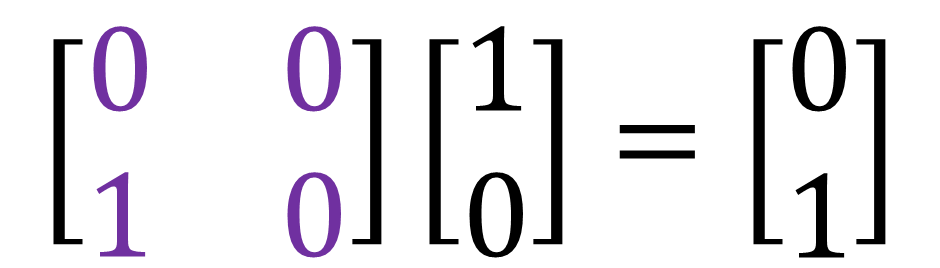 [0 0] [1] = [0]
[1 0] [0] [1]